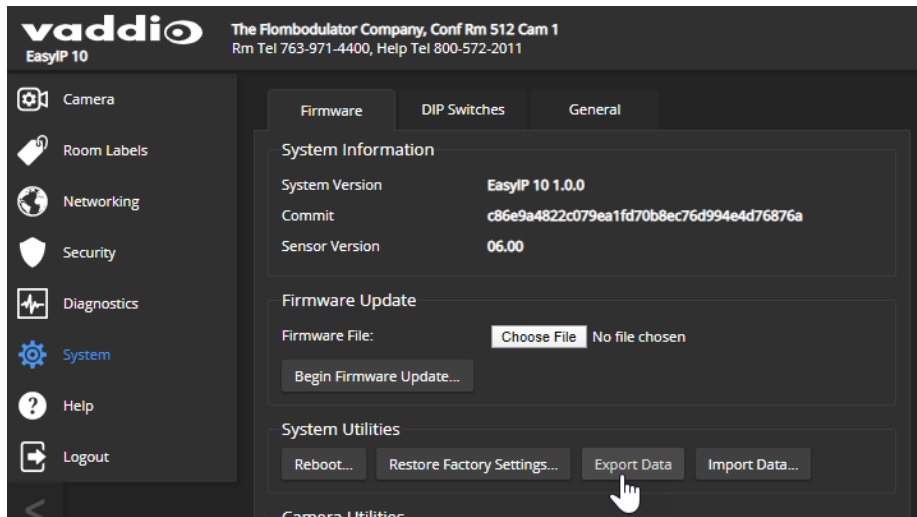 vaddio
EasyIP 10
The Flombodulator Company, Conf Rm 512 Cam 1
Rm Tel 763-971-4400, Help Tel 800-572-2011
Camera
Room Labels
Networking
Security
Diagnostics
System
Help
Logout
<
Firmware DIP Switches General
System Information
System Version EasyIP 10 1.0.0
Commit c86e9a4822c079ea1fd70b8ec76d994e4d76876a
Sensor Version 06.00
Firmware Update
Firmware File: Choose File No file chosen
Begin Firmware Update...
System Utilities
Reboot... Restore Factory Settings... Export Data Import Data...
Camera Utilities